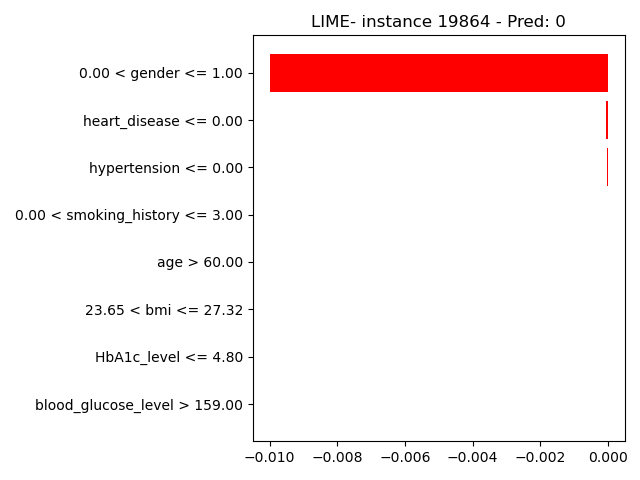 LIME- instance 19864 - Pred: 0
0.00 < gender <= 1.00
heart_disease <= 0.00
hypertension <= 0.00
0.00 < smoking_history <= 3.00
age > 60.00
23.65 < bmi <= 27.32
HbA1c_level <= 4.80
blood_glucose_level > 159.00
−0.010 −0.008 −0.006 −0.004 −0.002 0.000